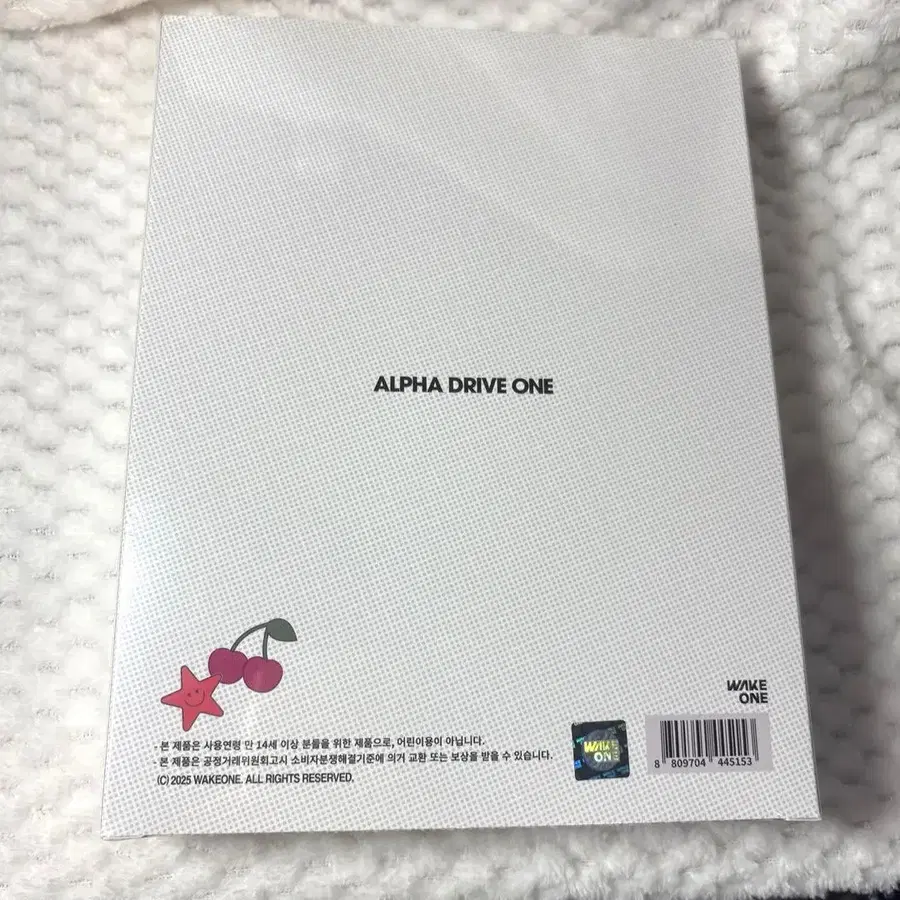 ALPHA DRIVE ONE
WAKE
ONE
- 본 제품은 사용연령 만 14세 이상 분들을 위한 제품으로, 어린이용이 아닙니다.
- 본 제품은 공정거래위원회고시 소비자분쟁해결기준에 의거 교환 또는 보상을 받을 수 있습니다.
(C) 2025 WAKEONE. ALL RIGHTS RESERVED.
WAKE
ONE
8 809704 445153